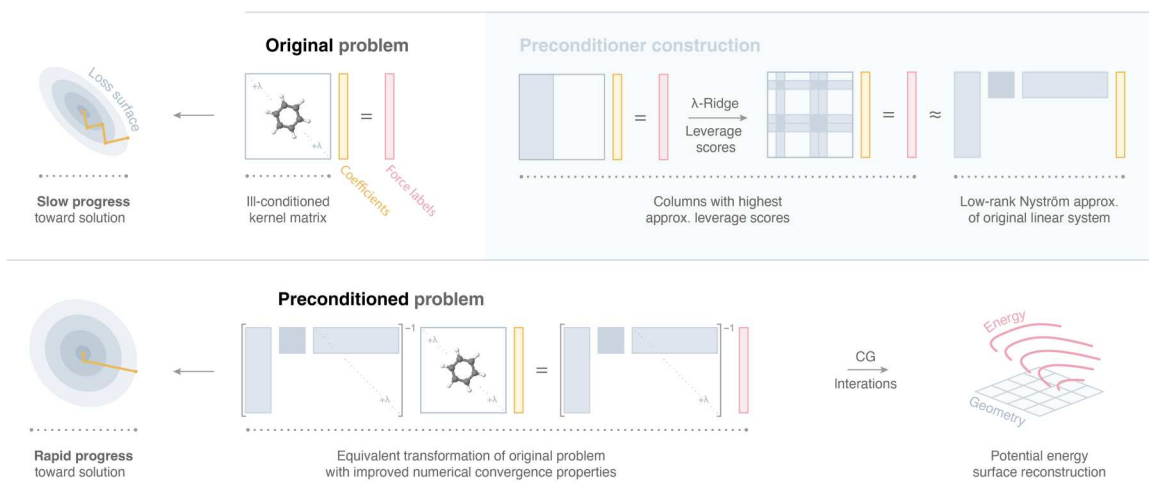 Original problem
Preconditioner construction
Loss surface
+λ
+λ
=
=
λ-Ridge
Leverage
scores
=
≈
Coefficients
Force labels
Slow progress
toward solution
Ill-conditioned
kernel matrix
Columns with highest
approx. leverage scores
Low-rank Nyström approx.
of original linear system
Preconditioned problem
−1
+λ
+λ
+λ
=
−1
+λ
CG
Interations
Energy
Geometry
Rapid progress
toward solution
Equivalent transformation of original problem
with improved numerical convergence properties
Potential energy
surface reconstruction